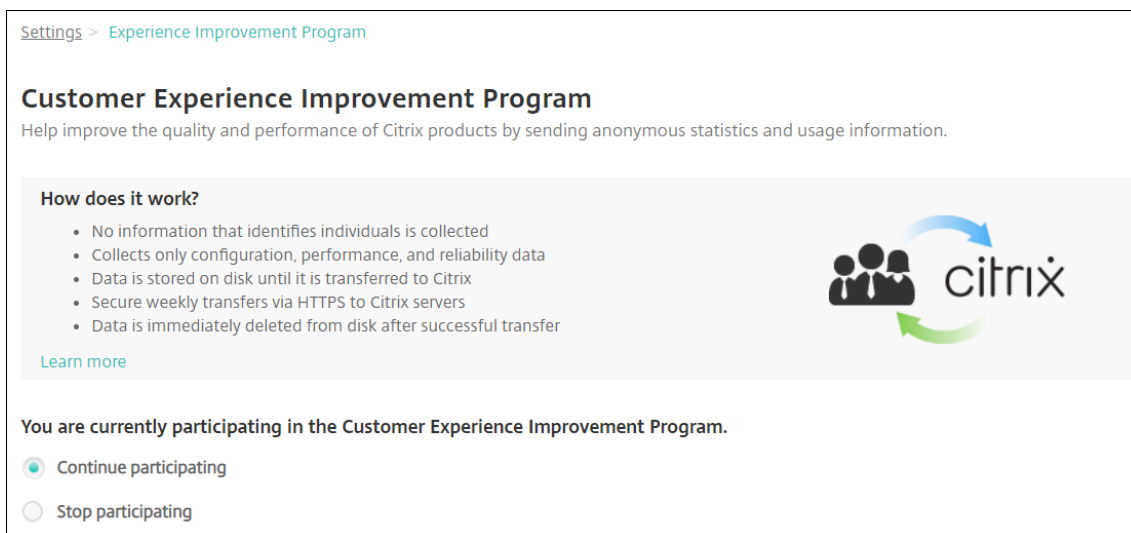 Settings > Experience Improvement Program
Customer Experience Improvement Program
Help improve the quality and performance of Citrix products by sending anonymous statistics and usage information.
How does it work?
• No information that identifies individuals is collected
• Collects only configuration, performance, and reliability data
• Data is stored on disk until it is transferred to Citrix
• Secure weekly transfers via HTTPS to Citrix servers
• Data is immediately deleted from disk after successful transfer
citrix
Learn more
You are currently participating in the Customer Experience Improvement Program.
Continue participating
Stop participating